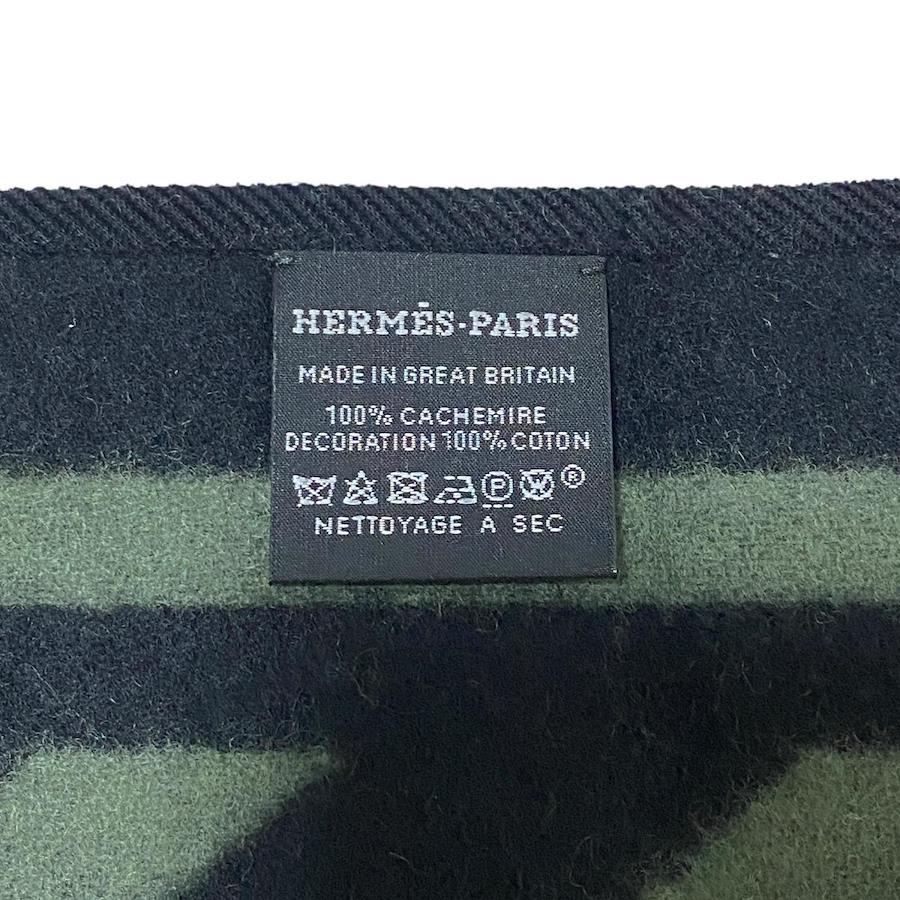 HERMÈS-PARIS
MADE IN GREAT BRITAIN
100% CACHEMIRE
DECORATION 100% COTON
P W ®
NETTOYAGE A SEC